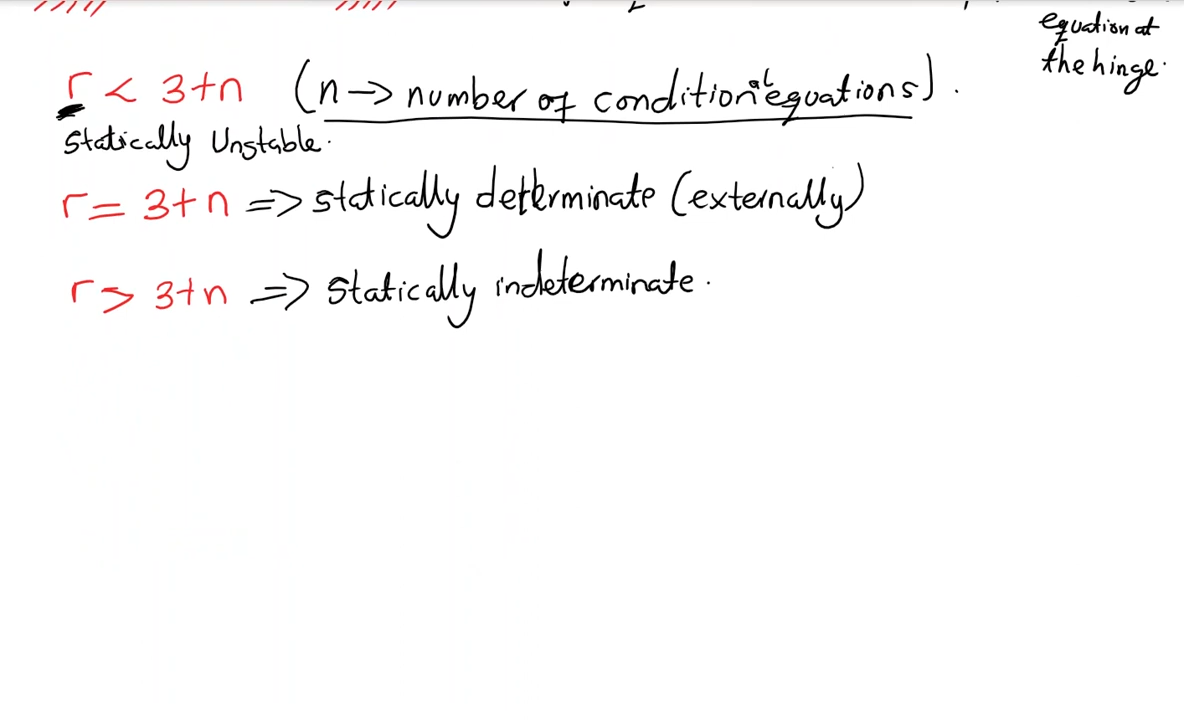 equation at
the hinge.
r < 3+n (n → number of conditional equations).
Statically Unstable.
r = 3+n => statically determinate (externally)
r > 3+n => Statically indeterminate.